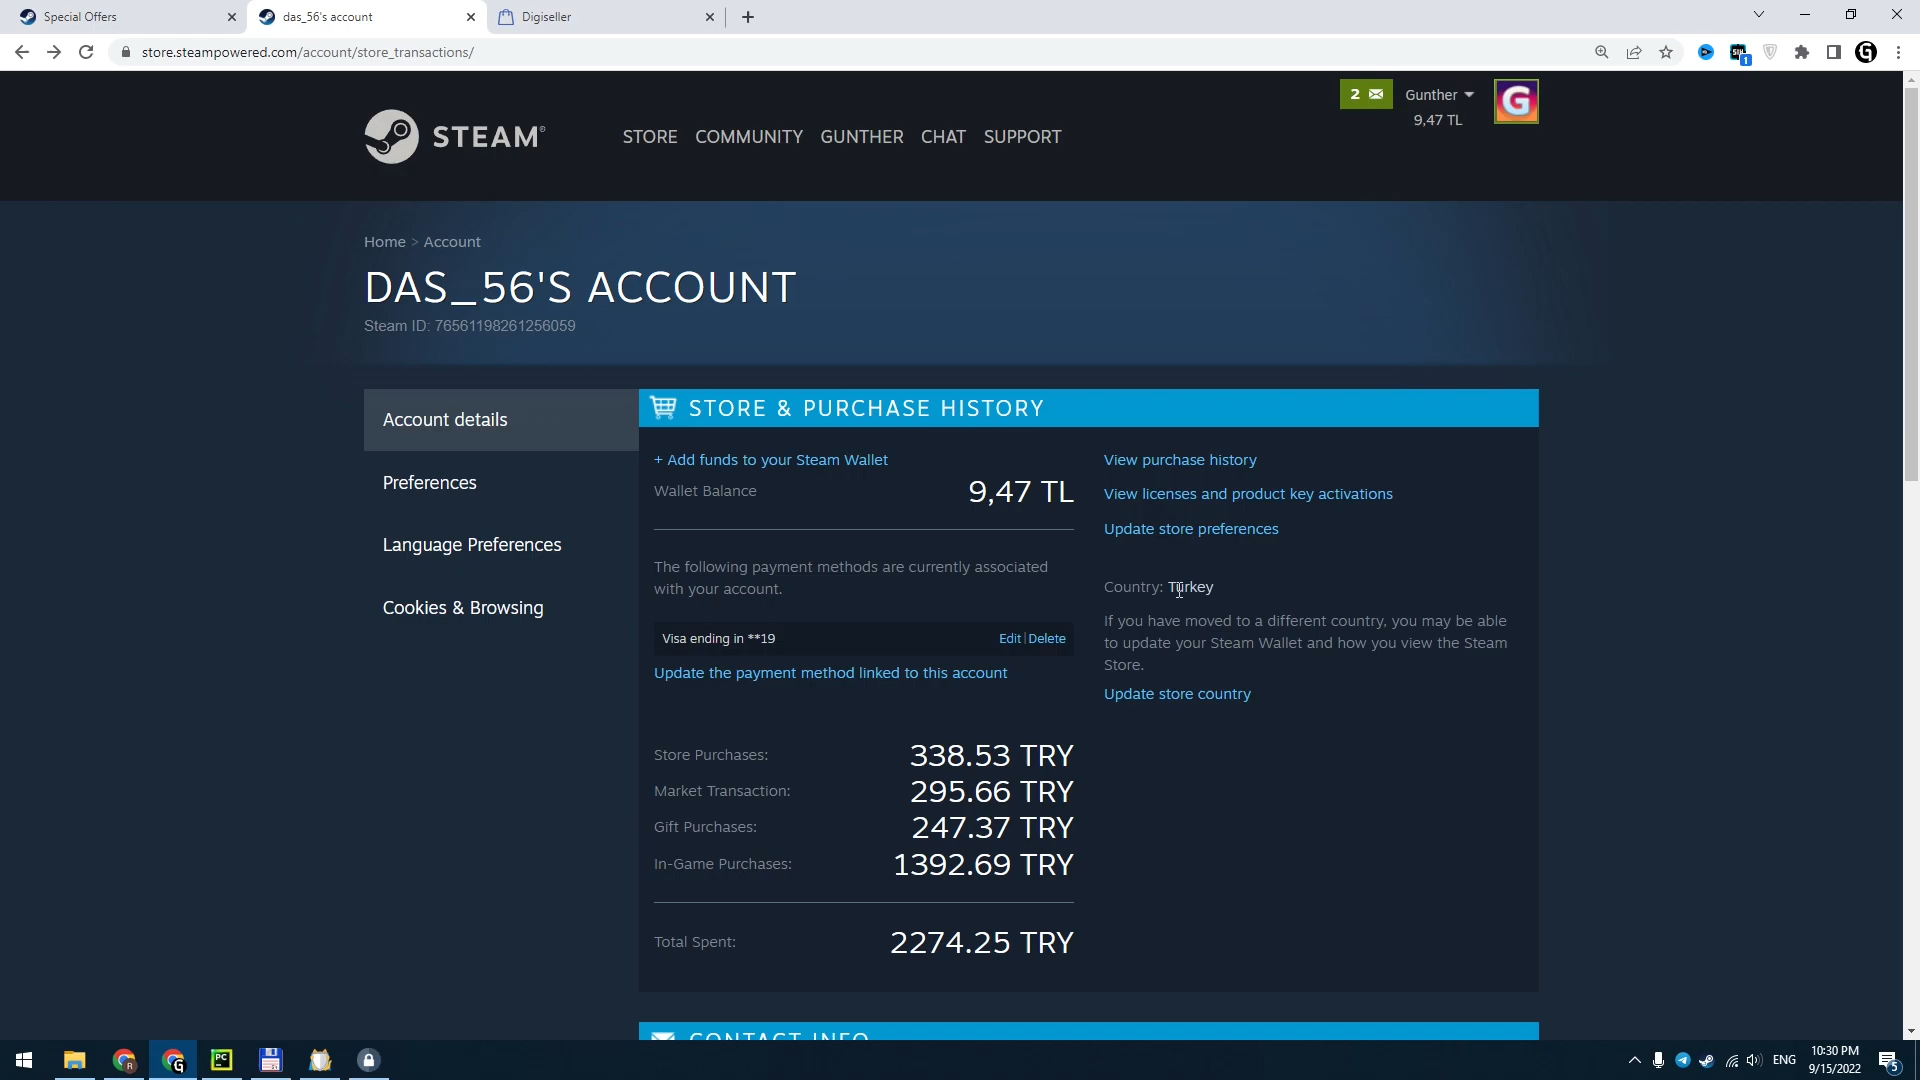 Special Offers
das_56's account
Digiseller
store.steampowered.com/account/store_transactions/
2
Gunther
9,47 TL
G
STEAM®
STORE COMMUNITY GUNTHER CHAT SUPPORT
Home > Account
DAS_56'S ACCOUNT
Steam ID: 76561198261256059
Account details
Preferences
Language Preferences
Cookies & Browsing
STORE & PURCHASE HISTORY
+ Add funds to your Steam Wallet
Wallet Balance 9,47 TL
The following payment methods are currently associated
with your account.
Visa ending in **19 Edit | Delete
Update the payment method linked to this account
Store Purchases: 338.53 TRY
Market Transaction: 295.66 TRY
Gift Purchases: 247.37 TRY
In-Game Purchases: 1392.69 TRY
Total Spent: 2274.25 TRY
View purchase history
View licenses and product key activations
Update store preferences
Country: Turkey
If you have moved to a different country, you may be able
to update your Steam Wallet and how you view the Steam
Store.
Update store country
CONTACT INFO
ENG
10:30 PM
9/15/2022
5